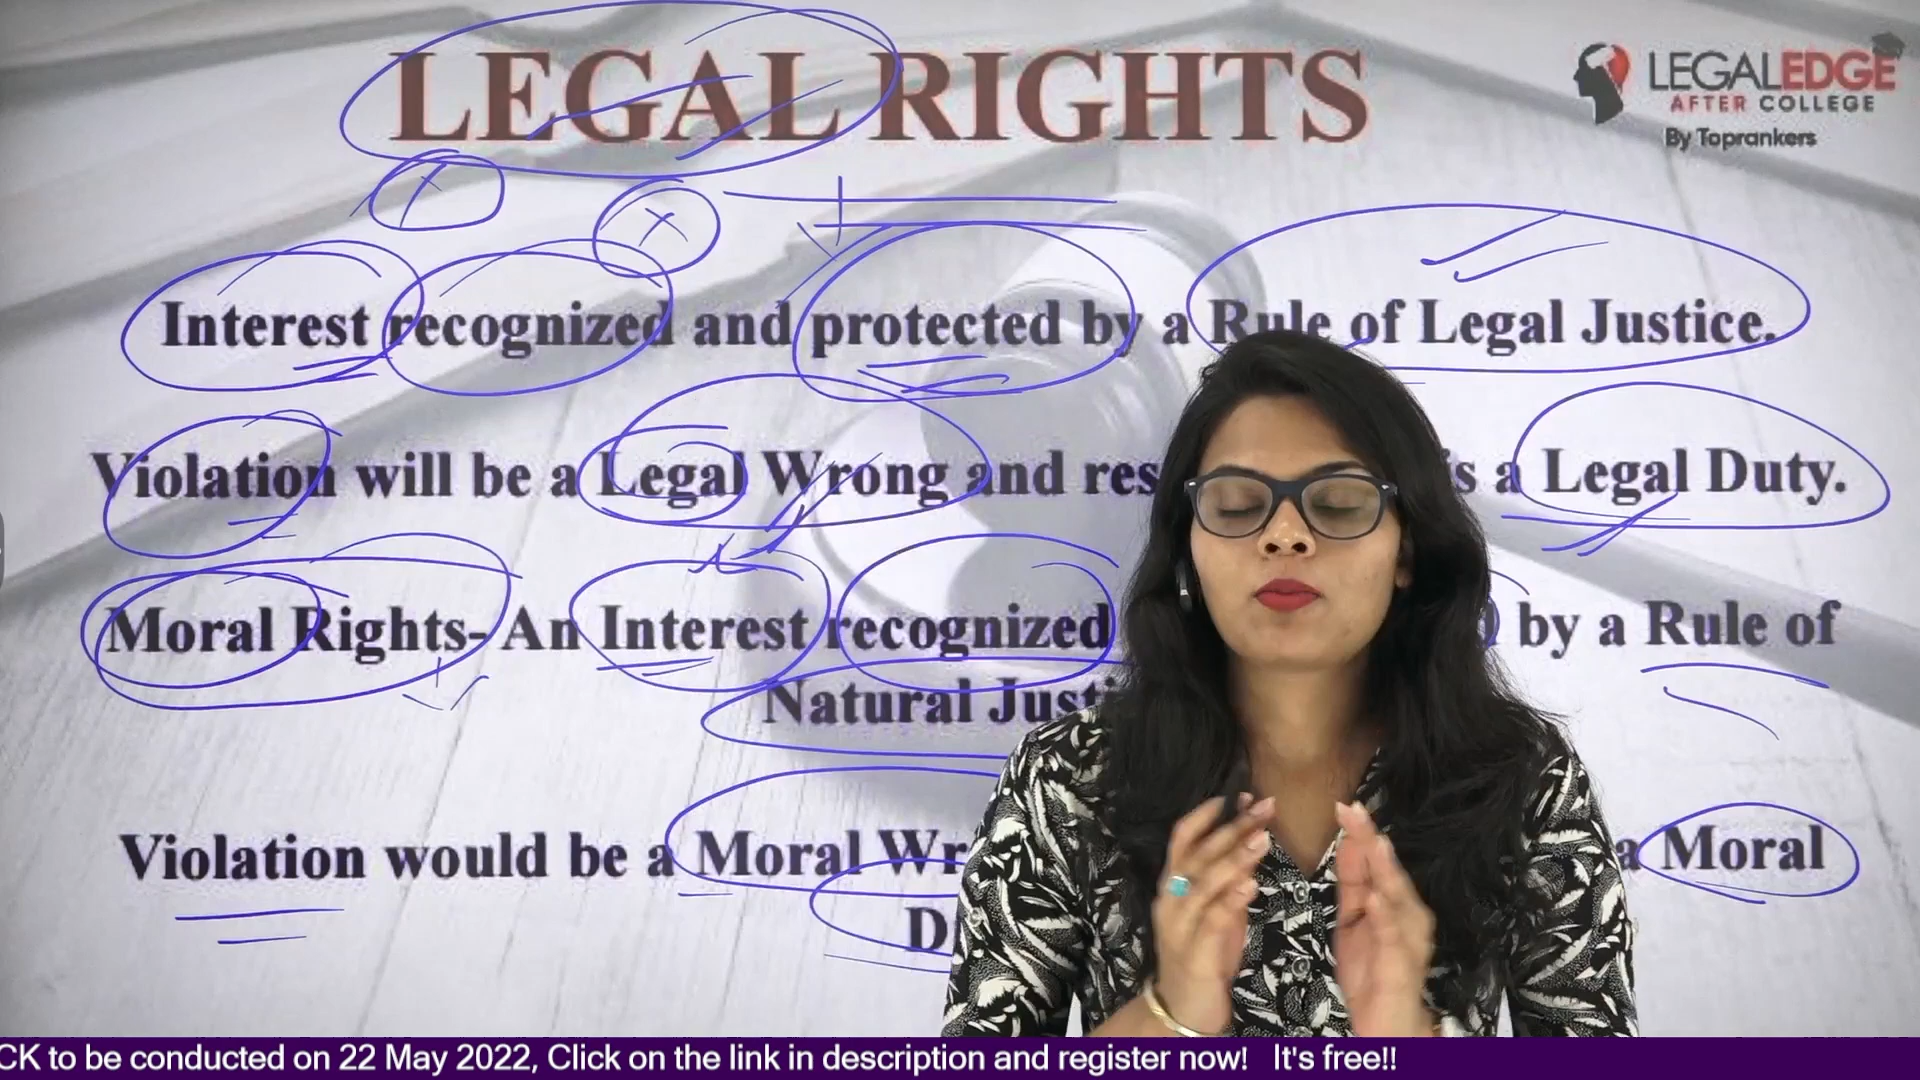 LEGAL RIGHTS
LEGALEDGE
AFTER COLLEGE
By Toprankers
Interest recognized and protected by a Rule of Legal Justice.
Violation will be a Legal Wrong and res is a Legal Duty.
Moral Rights- An Interest recognized by a Rule of
Natural Justi
Violation would be a Moral Wr a Moral
D
CK to be conducted on 22 May 2022, Click on the link in description and register now! It's free!!